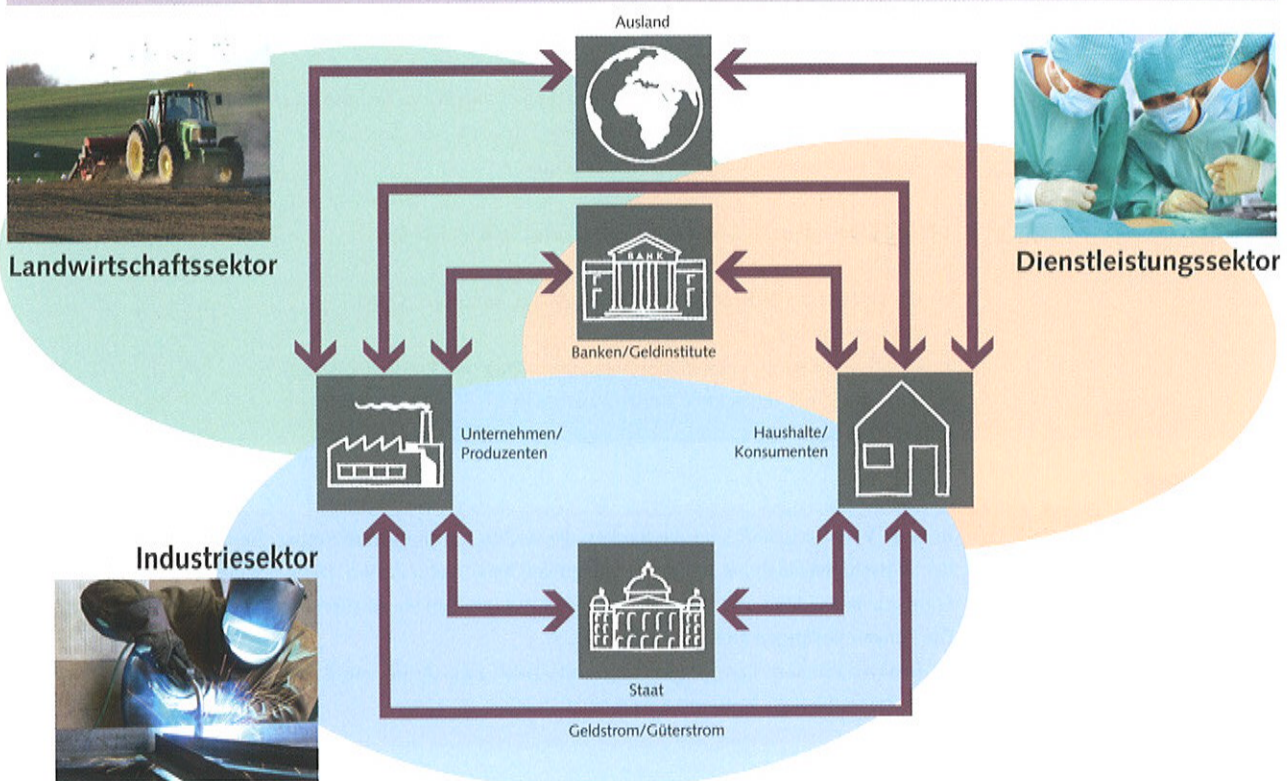 Ausland
Landwirtschaftssektor
Dienstleistungssektor
BANK
Banken/Geldinstitute
Unternehmen/
Produzenten
Haushalte/
Konsumenten
Industriesektor
Staat
Geldstrom/Güterstrom